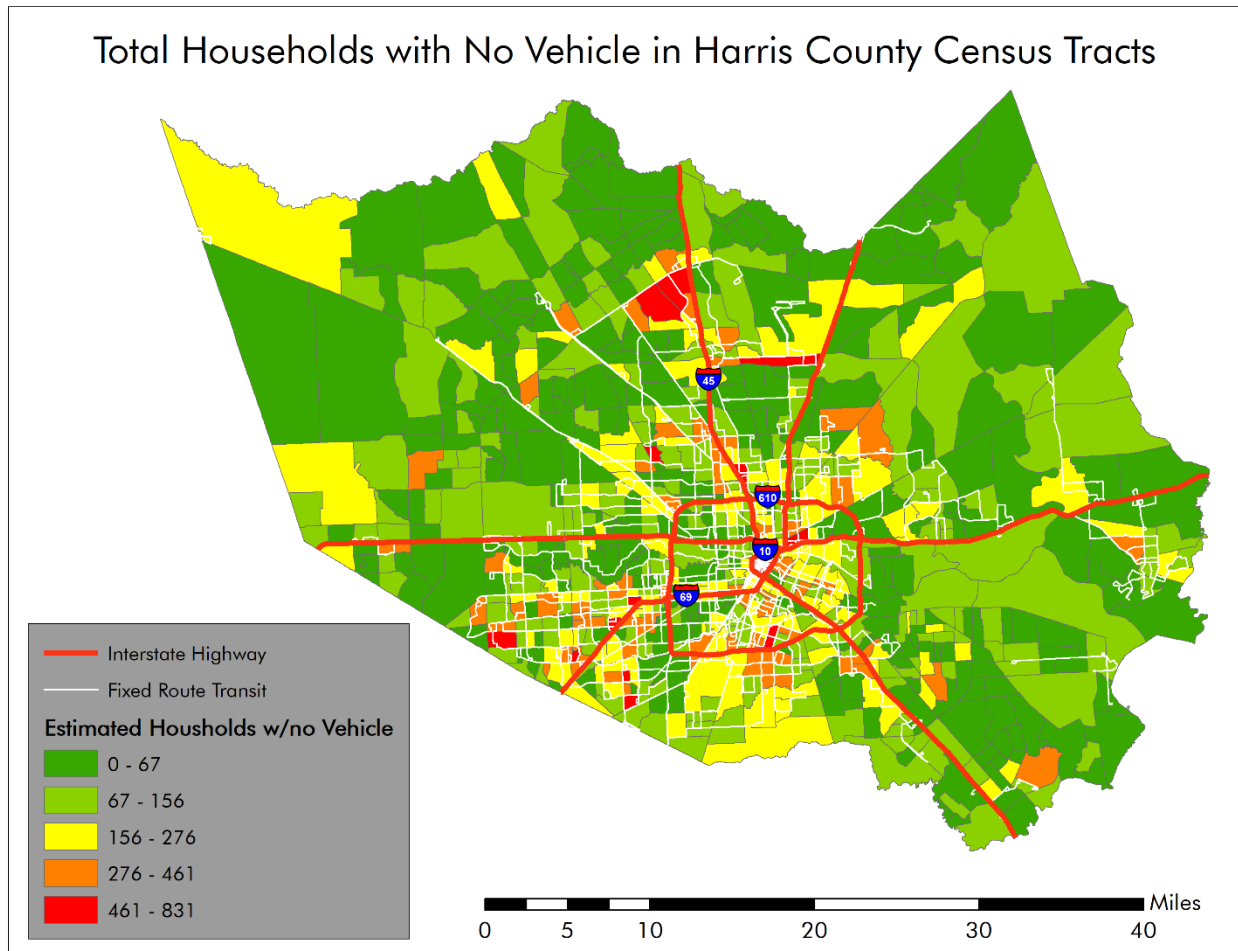 Total Households with No Vehicle in Harris County Census Tracts
45
610
10
69
Interstate Highway
Fixed Route Transit
Estimated Housholds w/no Vehicle
0 - 67
67 - 156
156 - 276
276 - 461
461 - 831
Miles
0 5 10 20 30 40